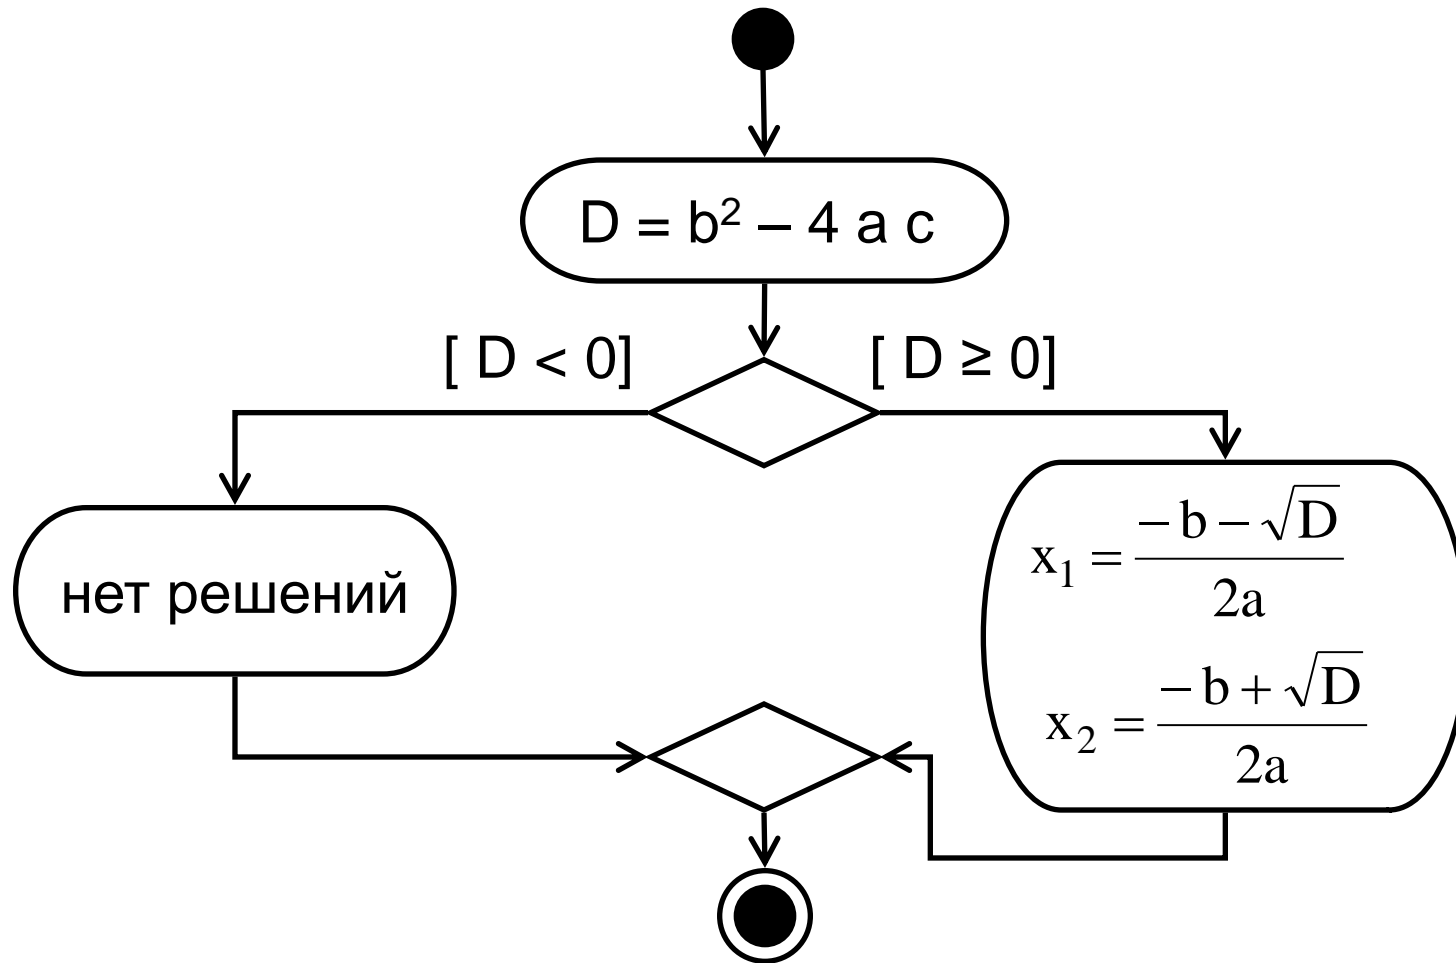 D = b² – 4 a c
[ D < 0]
[ D ≥ 0]
нет решений
x₁ = (– b – √D) / 2a
x₂ = (– b + √D) / 2a